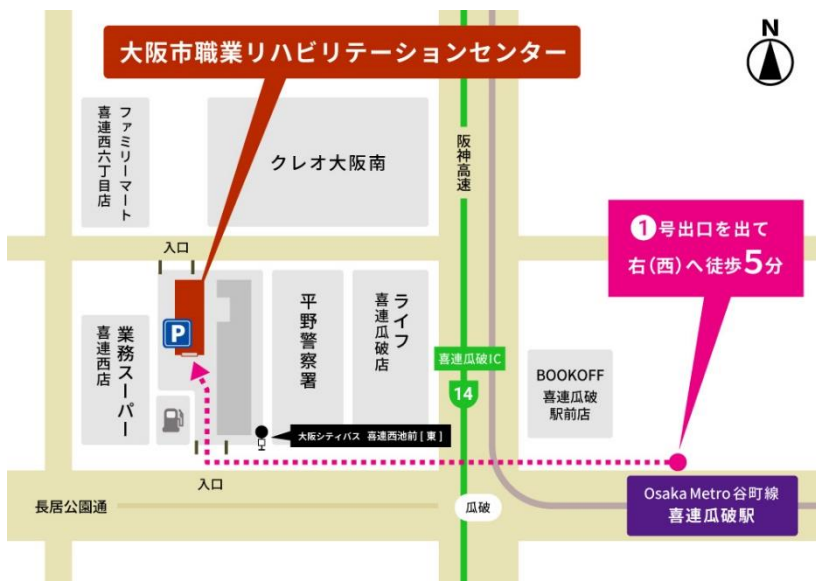 大阪市職業リハビリテーションセンター
N
ファミリーマート
喜連西六丁目店
クレオ大阪南
阪神高速
1号出口を出て
右(西)へ徒歩5分
入口
P
業務スーパー
喜連西店
平野警察署
ライフ
喜連瓜破店
喜連瓜破IC
14
BOOKOFF
喜連瓜破
駅前店
大阪シティバス 喜連西池前 [ 東 ]
入口
長居公園通
瓜破
Osaka Metro 谷町線
喜連瓜破駅